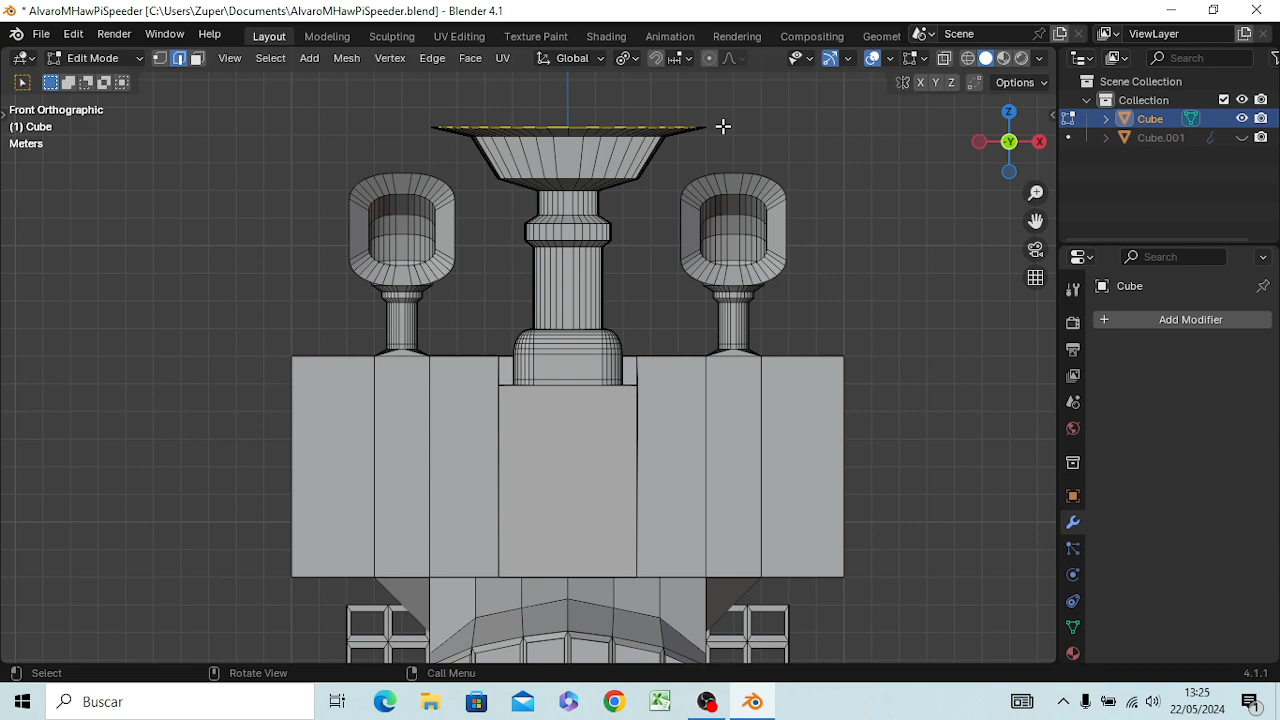 * AlvaroMHawPiSpeeder [C:\Users\Zuper\Documents\AlvaroMHawPiSpeeder.blend] - Blender 4.1
File Edit Render Window Help Layout Modeling Sculpting UV Editing Texture Paint Shading Animation Rendering Compositing Geomet Scene ViewLayer
Edit Mode View Select Add Mesh Vertex Edge Face UV Global Search
X Y Z Options
Front Orthographic
(1) Cube
Meters
Z
-Y
X
Scene Collection
Collection
Cube
Cube.001
Search
Cube
+ Add Modifier
Select Rotate View Call Menu 4.1.1
Buscar
13:25
22/05/2024
1